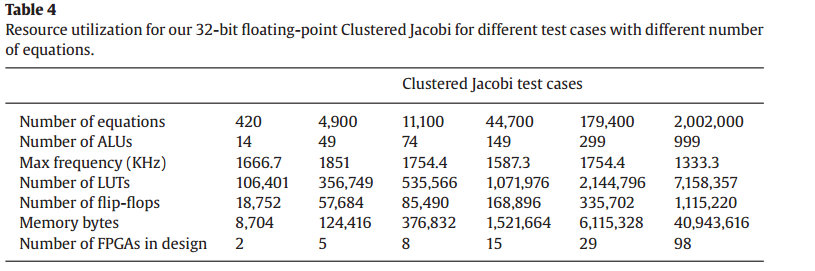 Table 4
Resource utilization for our 32-bit floating-point Clustered Jacobi for different test cases with different number
of equations.
Clustered Jacobi test cases
Number of equations 420 4,900 11,100 44,700 179,400 2,002,000
Number of ALUs 14 49 74 149 299 999
Max frequency (KHz) 1666.7 1851 1754.4 1587.3 1754.4 1333.3
Number of LUTs 106,401 356,749 535,566 1,071,976 2,144,796 7,158,357
Number of flip-flops 18,752 57,684 85,490 168,896 335,702 1,115,220
Memory bytes 8,704 124,416 376,832 1,521,664 6,115,328 40,943,616
Number of FPGAs in design 2 5 8 15 29 98